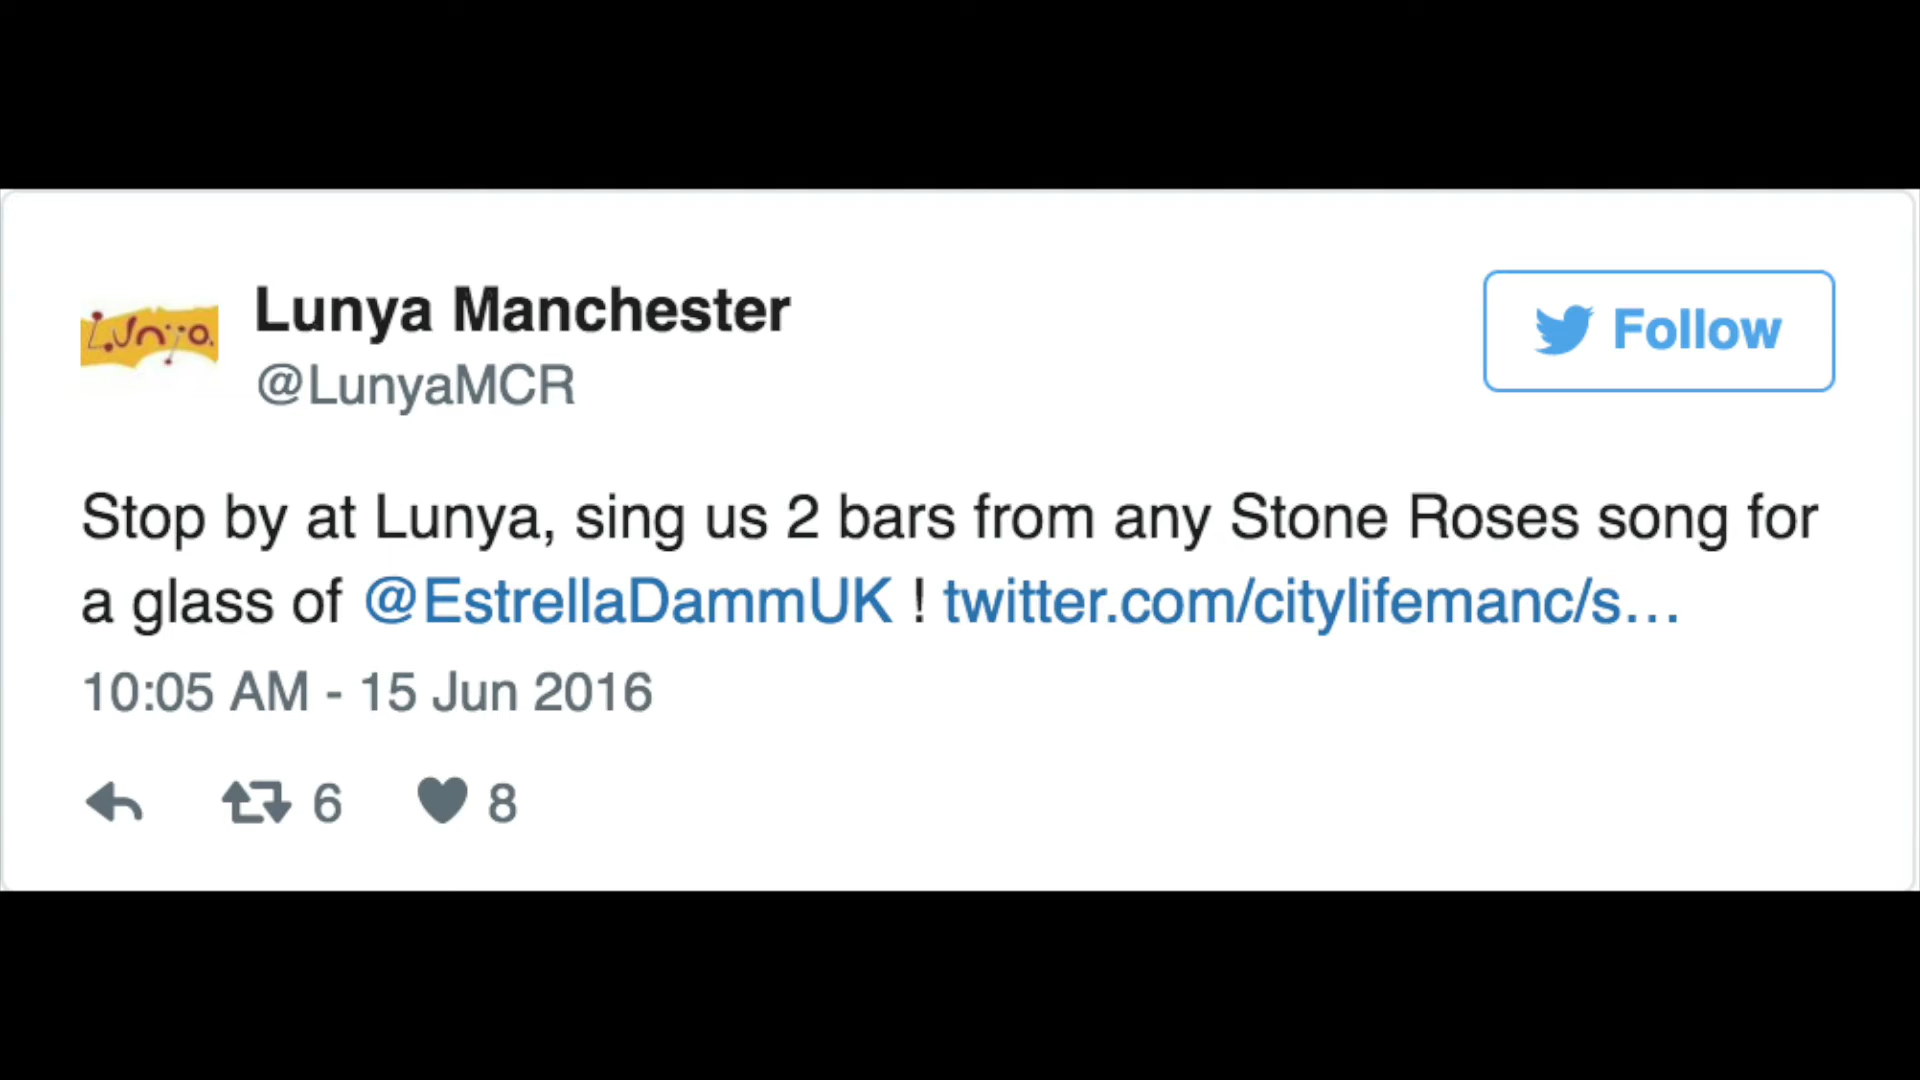 Lunya
Lunya Manchester
@LunyaMCR
Follow
Stop by at Lunya, sing us 2 bars from any Stone Roses song for
a glass of @EstrellaDammUK ! twitter.com/citylifemanc/s…
10:05 AM - 15 Jun 2016
6 8